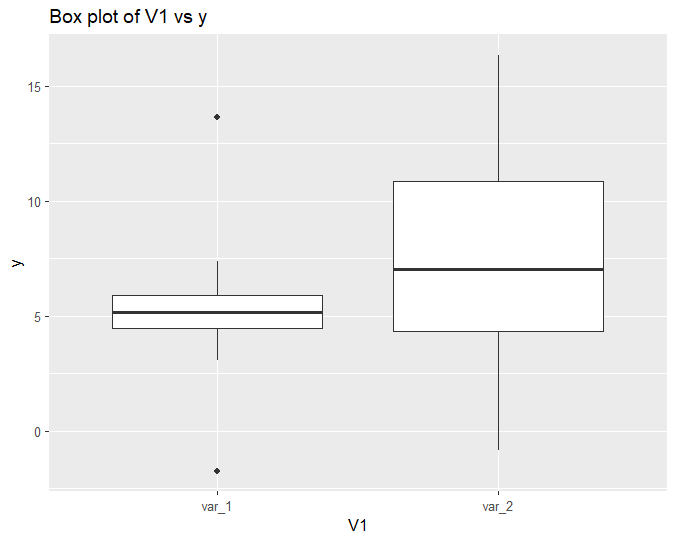 Box plot of V1 vs y
y
15
10
5
0
var_1 var_2
V1